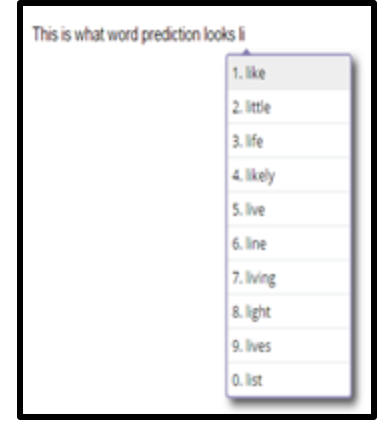 This is what word prediction looks li
1. like
2. little
3. life
4. likely
5. live
6. line
7. living
8. light
9. lives
0. list